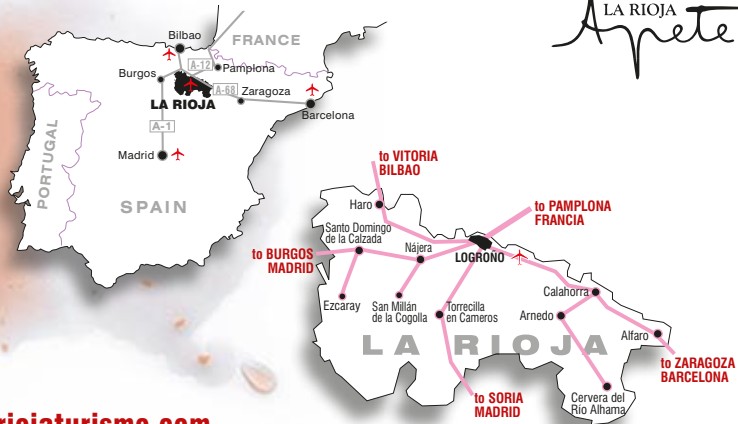 LA RIOJA
Apetece
Bilbao
FRANCE
A-12
Pamplona
Burgos
A-68
Zaragoza
LA RIOJA
Barcelona
A-1
Madrid
PORTUGAL
SPAIN
to VITORIA
BILBAO
Haro
to PAMPLONA
FRANCIA
Santo Domingo
de la Calzada
Nájera
to BURGOS
MADRID
LOGROÑO
Calahorra
Ezcaray
San Millán
de la Cogolla
Torrecilla
en Cameros
Arnedo
Alfaro
LA RIOJA
to ZARAGOZA
BARCELONA
to SORIA
MADRID
Cervera del
Río Alhama